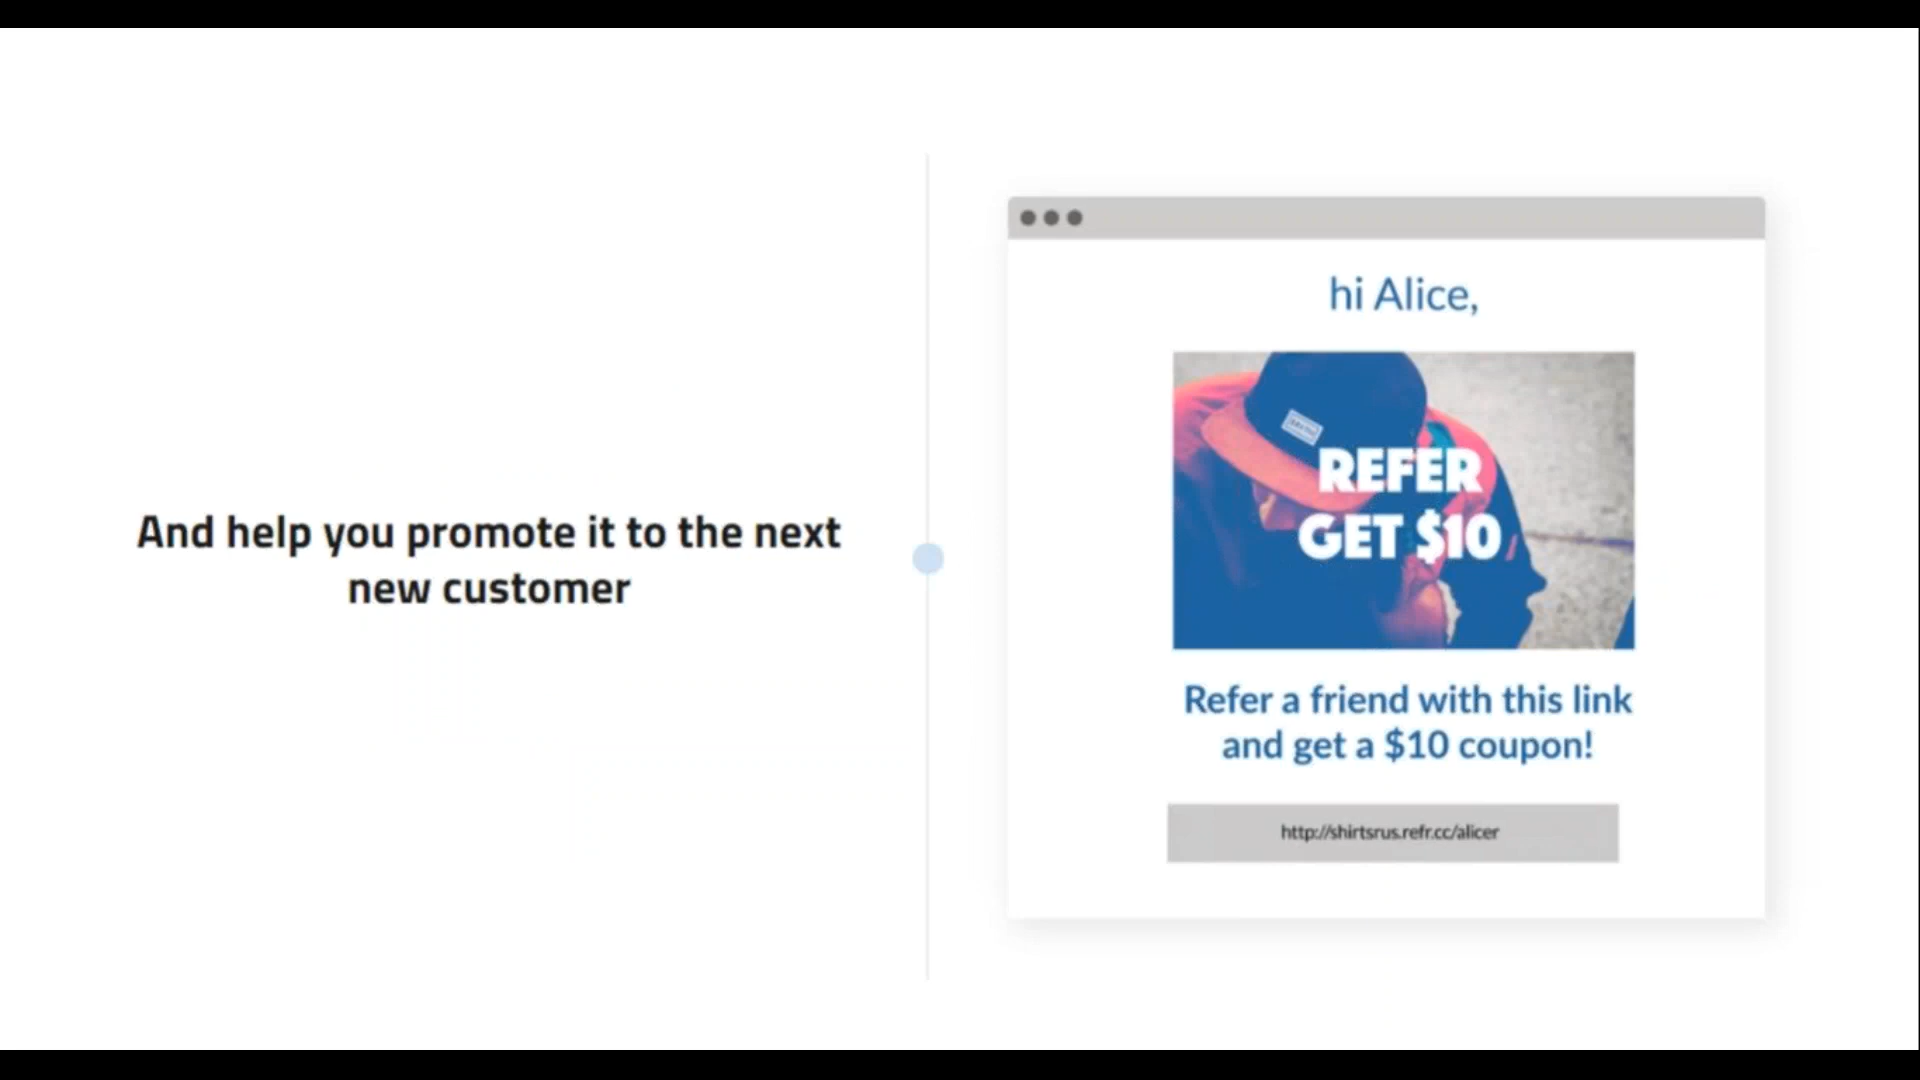 And help you promote it to the next
new customer
hi Alice,
REFER
GET $10
Refer a friend with this link
and get a $10 coupon!
http://shirtsrus.refr.cc/alicer